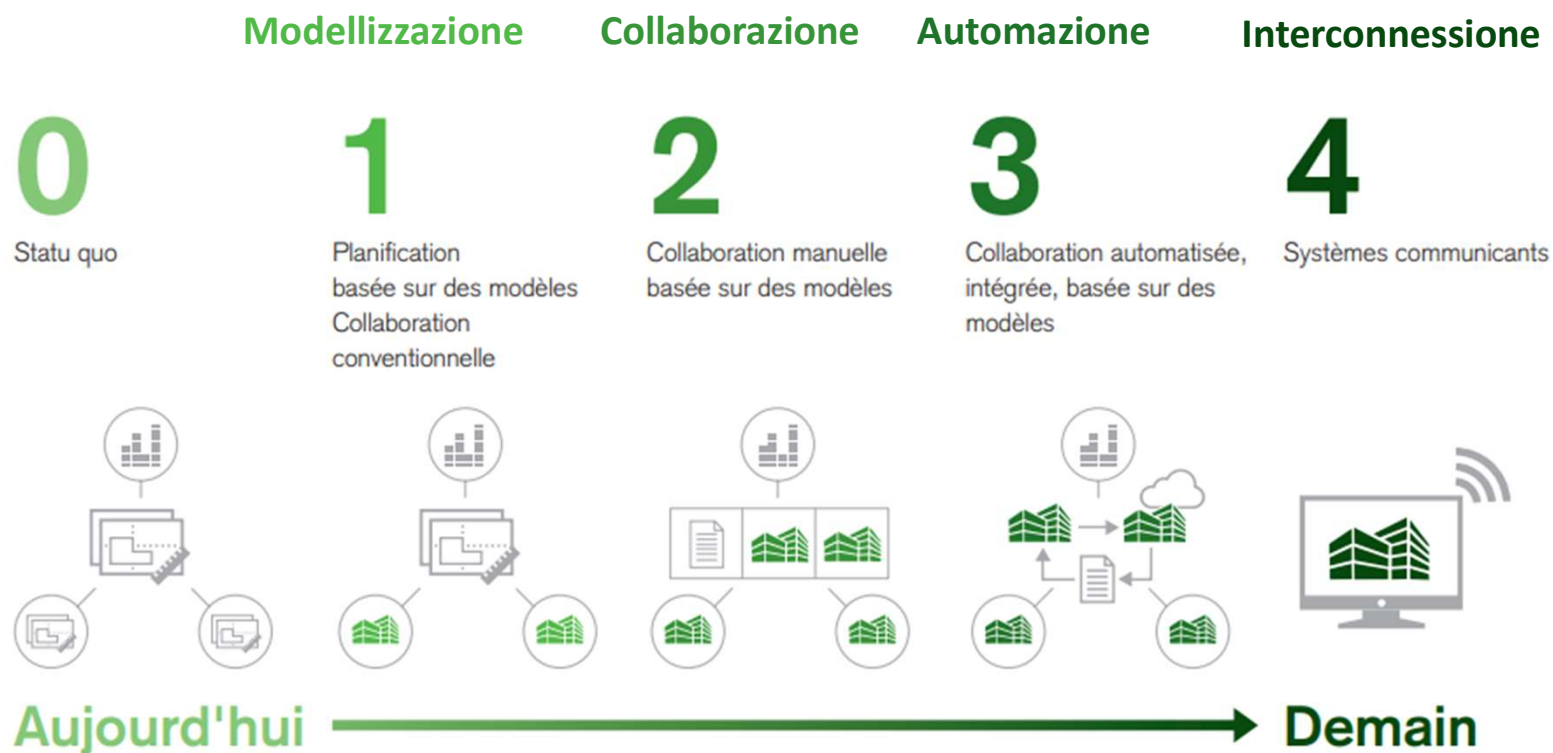 Modellizzazione Collaborazione Automazione Interconnessione
0 1 2 3 4
Statu quo
Planification
basée sur des modèles
Collaboration
conventionnelle
Collaboration manuelle
basée sur des modèles
Collaboration automatisée,
intégrée, basée sur des
modèles
Systèmes communicants
Aujourd'hui Demain